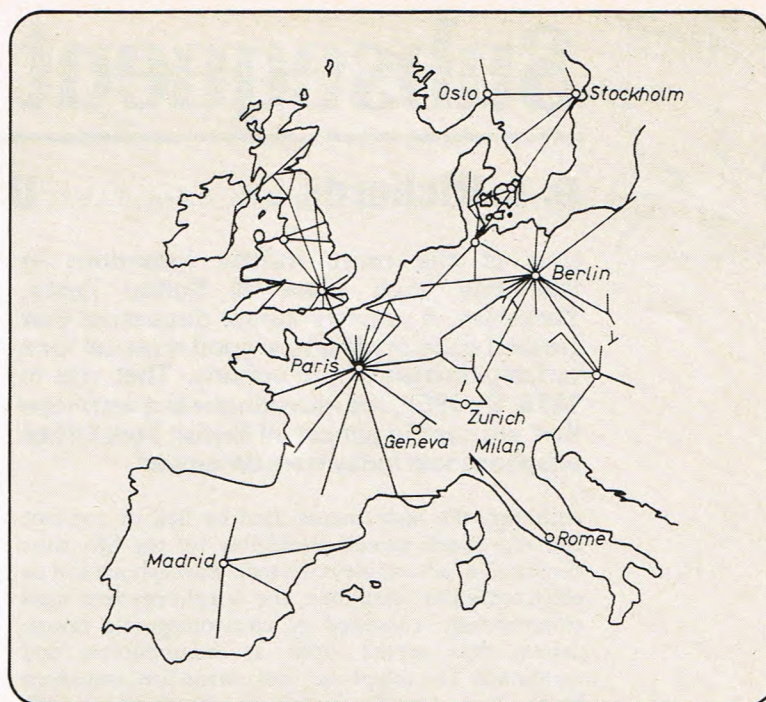 Oslo
Stockholm
Berlin
Paris
Zurich
Geneva
Milan
Rome
Madrid